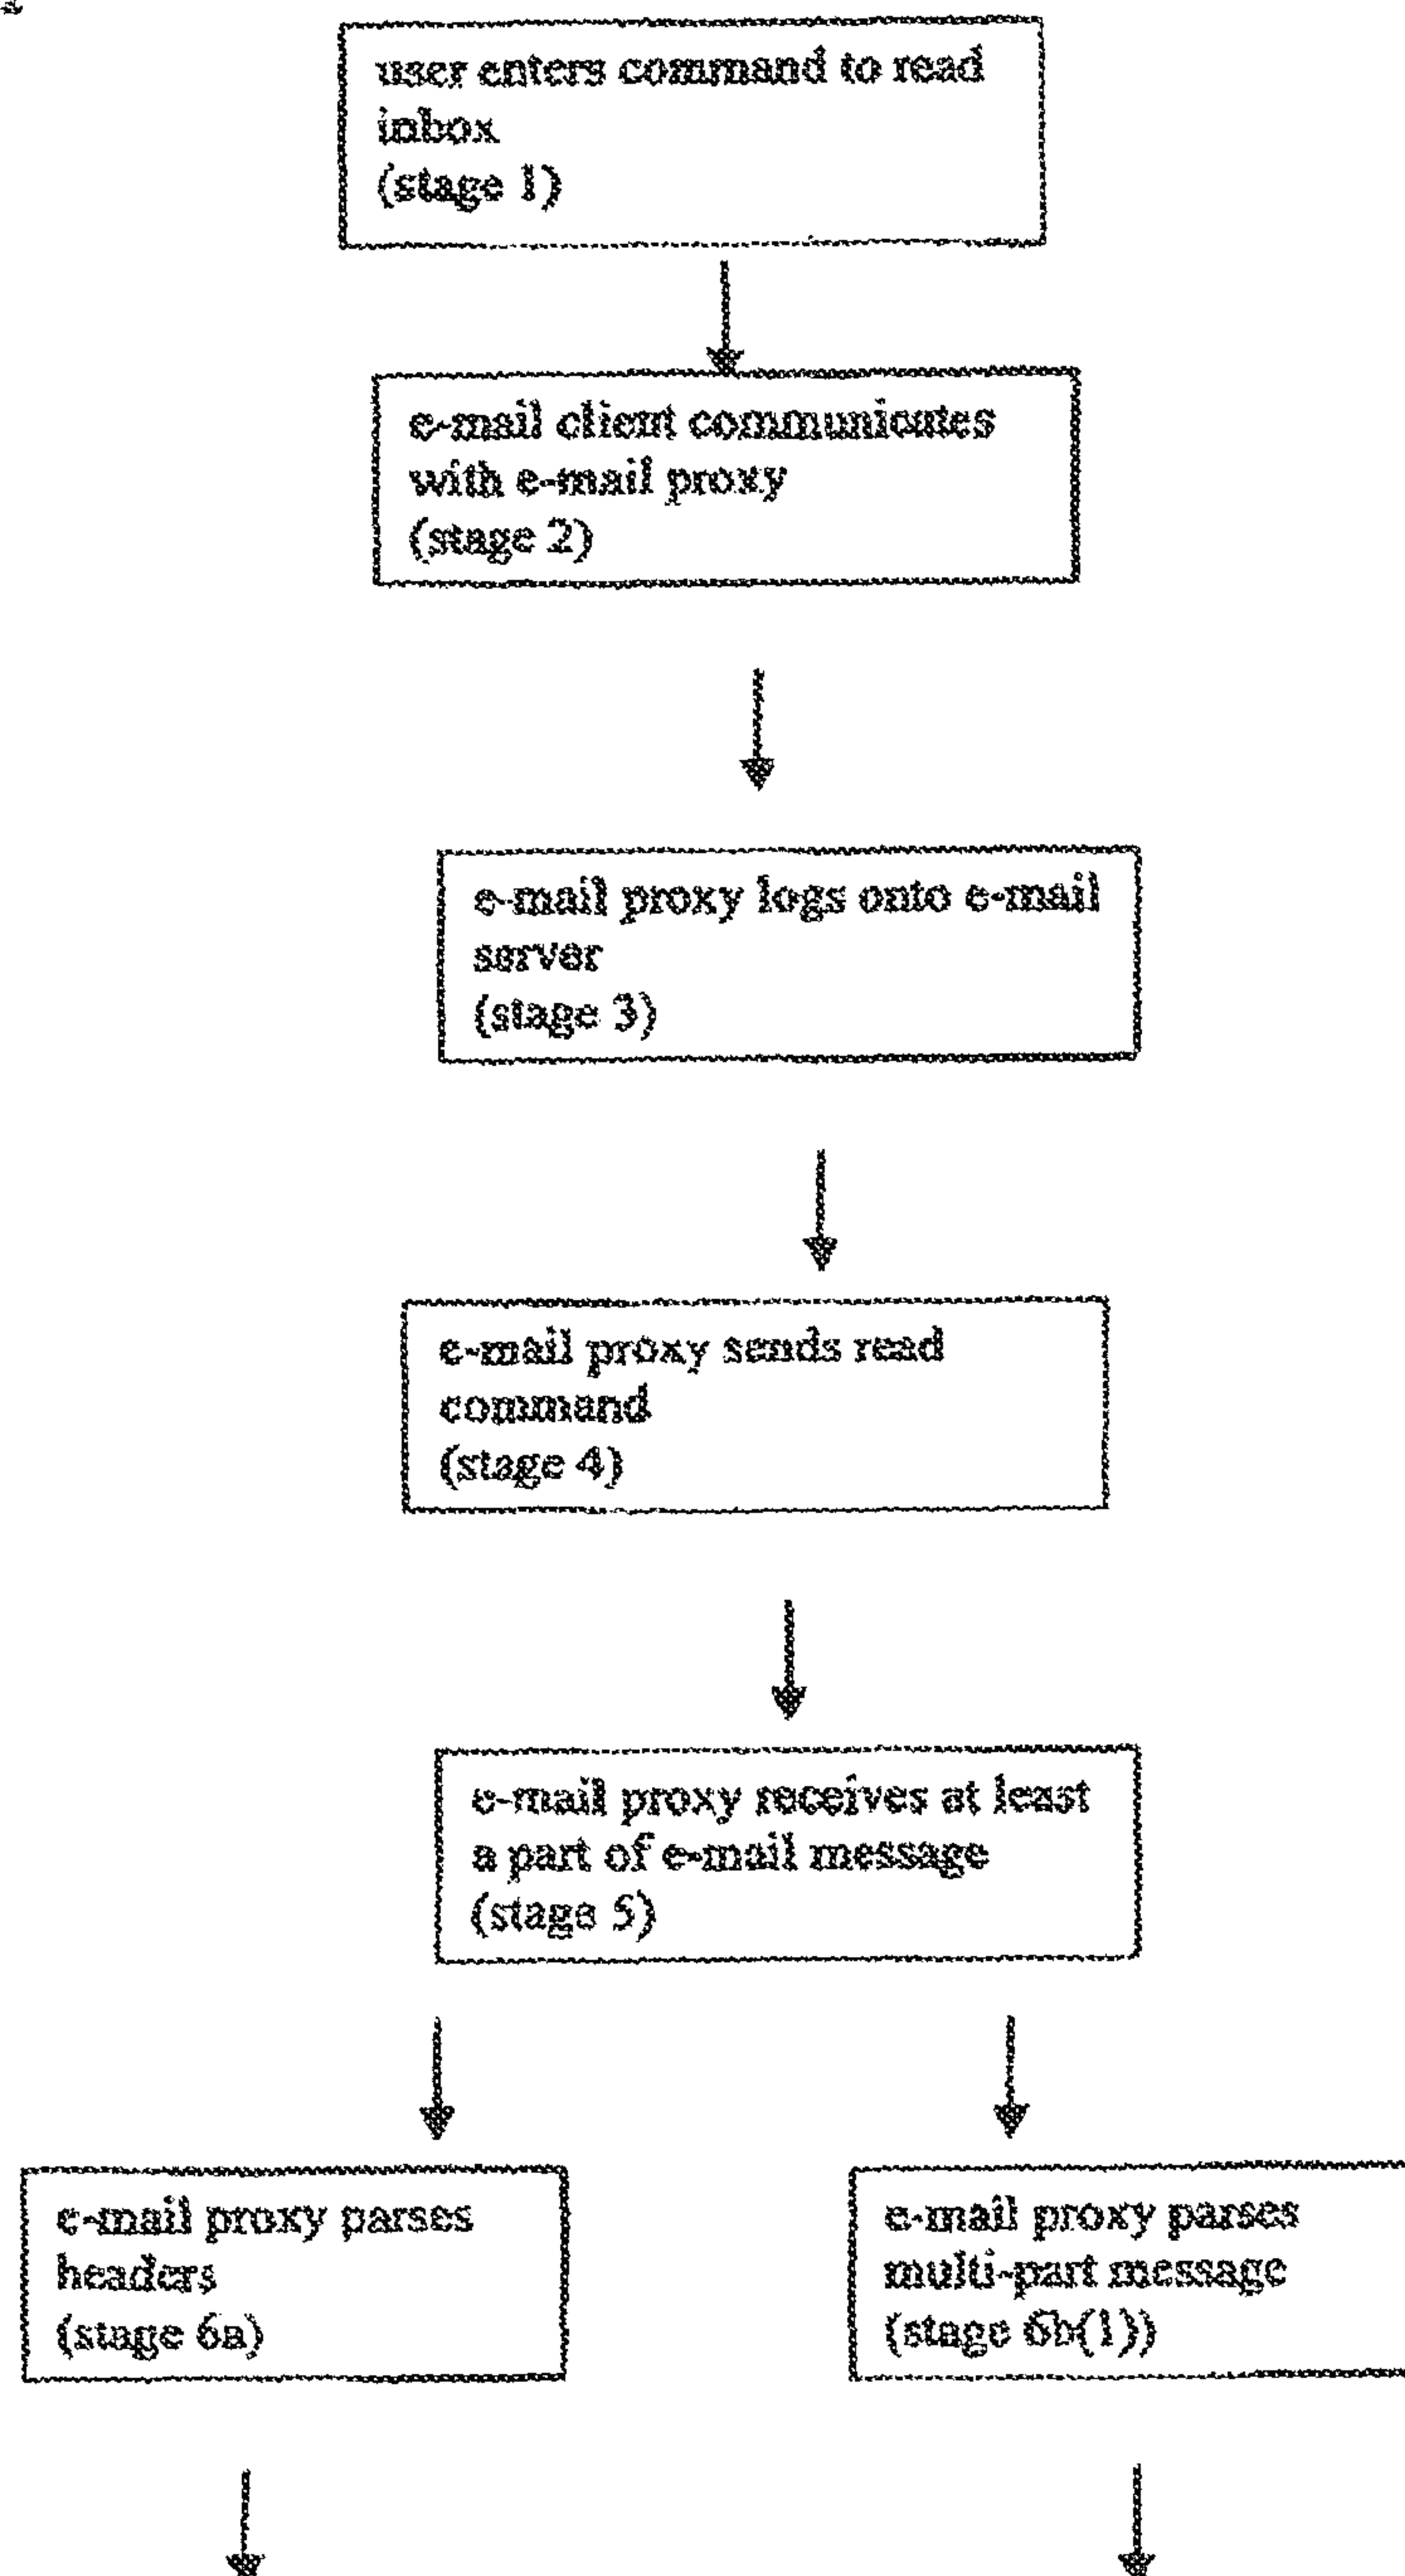 user enters command to read
inbox
(stage 1)
e-mail client communicates
with e-mail proxy
(stage 2)
e-mail proxy logs onto e-mail
server
(stage 3)
e-mail proxy sends read
command
(stage 4)
e-mail proxy receives at least
a part of e-mail message
(stage 5)
e-mail proxy parses
headers
(stage 6a)
e-mail proxy parses
multi-part message
(stage 6b(1))